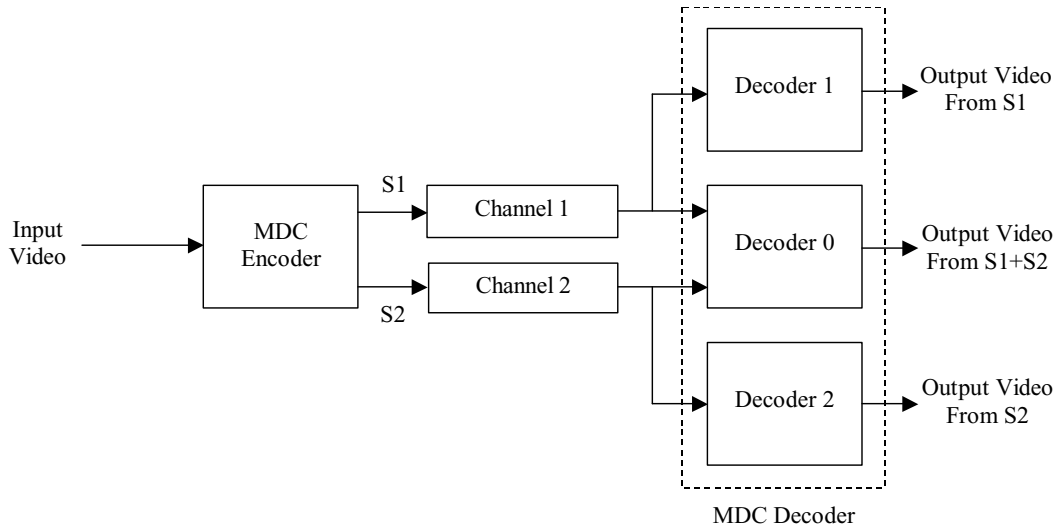 Input
Video
MDC
Encoder
S1
S2
Channel 1
Channel 2
Decoder 1
Decoder 0
Decoder 2
Output Video
From S1
Output Video
From S1+S2
Output Video
From S2
MDC Decoder